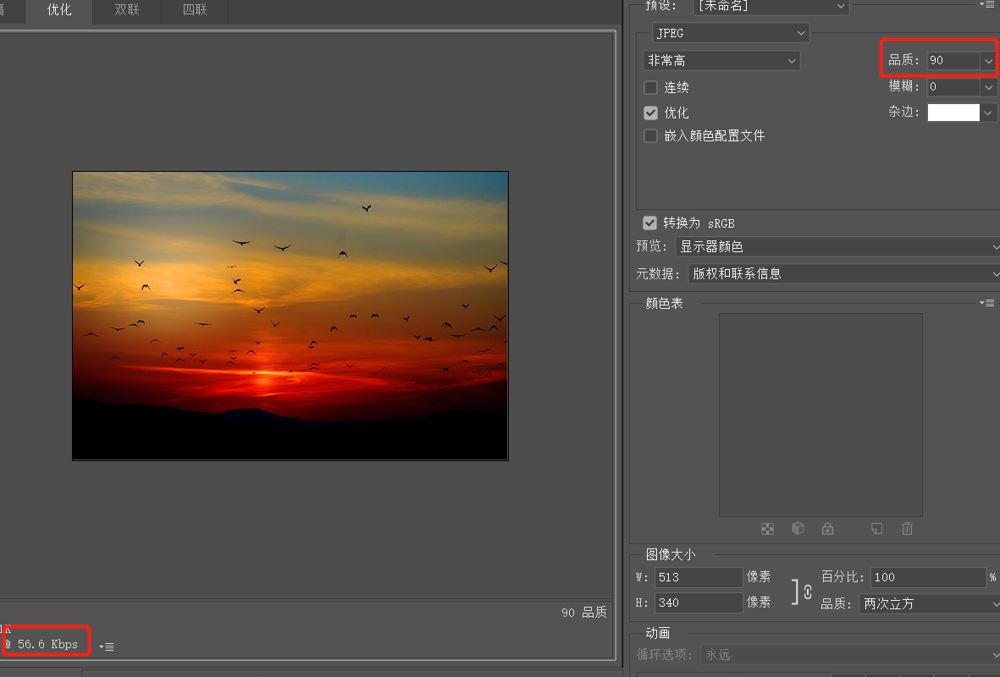 优化 双联 四联
预设: [未命名]
JPEG
非常高 品质: 90
连续 模糊: 0
优化 杂边:
嵌入颜色配置文件
转换为 sRGB
预览: 显示器颜色
元数据: 版权和联系信息
颜色表
图像大小
W: 513 像素 百分比: 100 %
H: 340 像素 品质: 两次立方
90 品质
1K
@ 56.6 Kbps
动画
循环选项: 永远